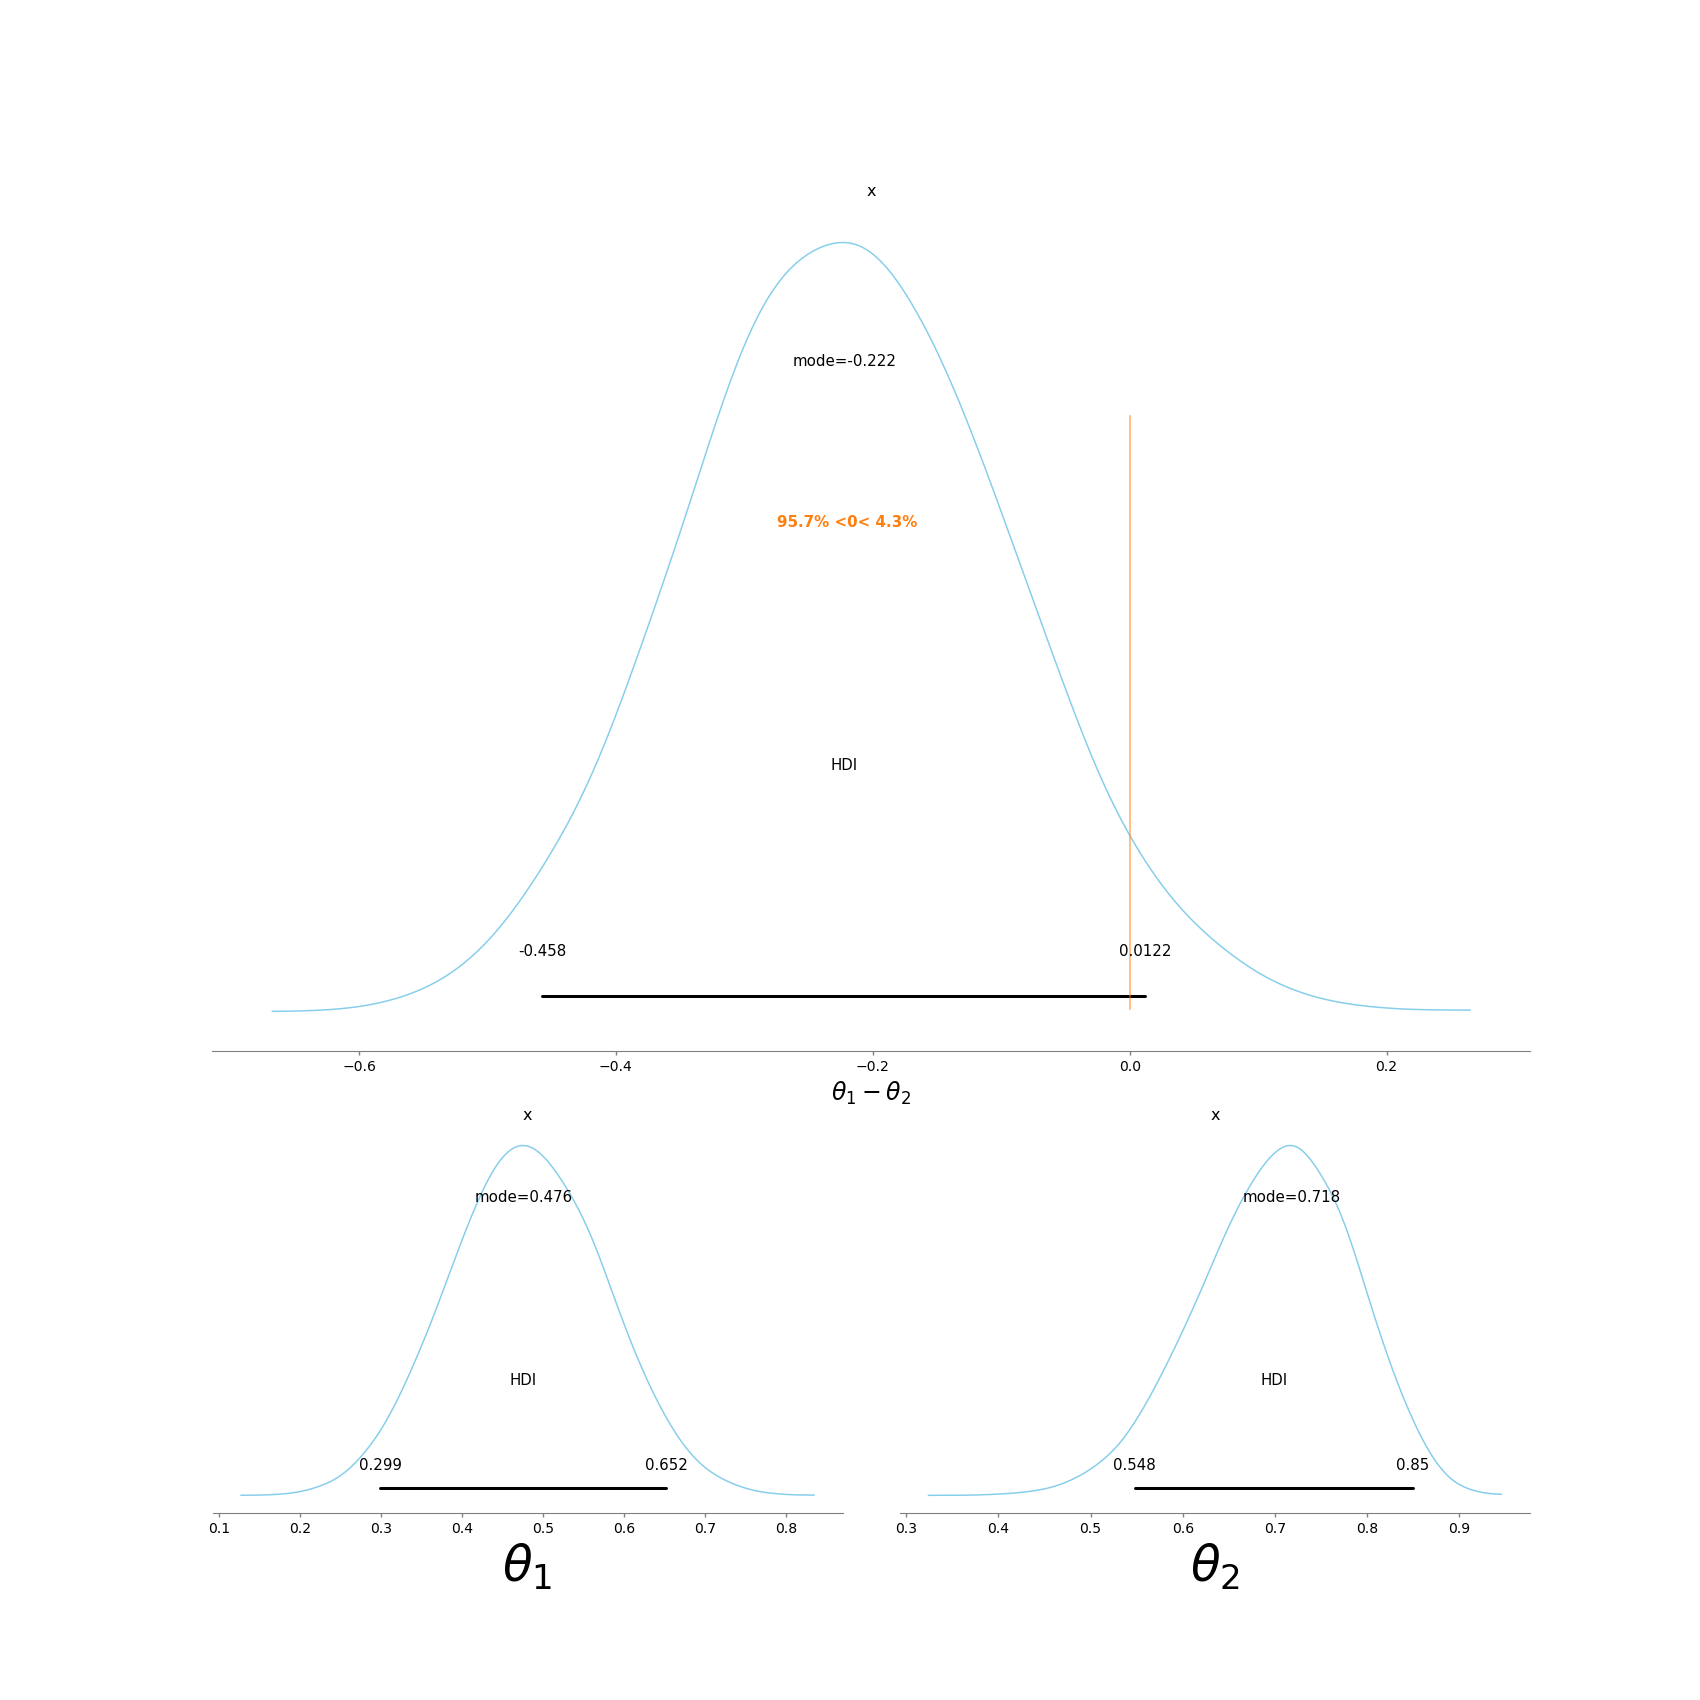 x
mode=-0.222
95.7% <0< 4.3%
HDI
-0.458 0.0122
−0.6 −0.4 −0.2 0.0 0.2
θ₁ − θ₂
x x
mode=0.476 mode=0.718
HDI HDI
0.299 0.652 0.548 0.85
0.1 0.2 0.3 0.4 0.5 0.6 0.7 0.8 0.3 0.4 0.5 0.6 0.7 0.8 0.9
θ₁ θ₂